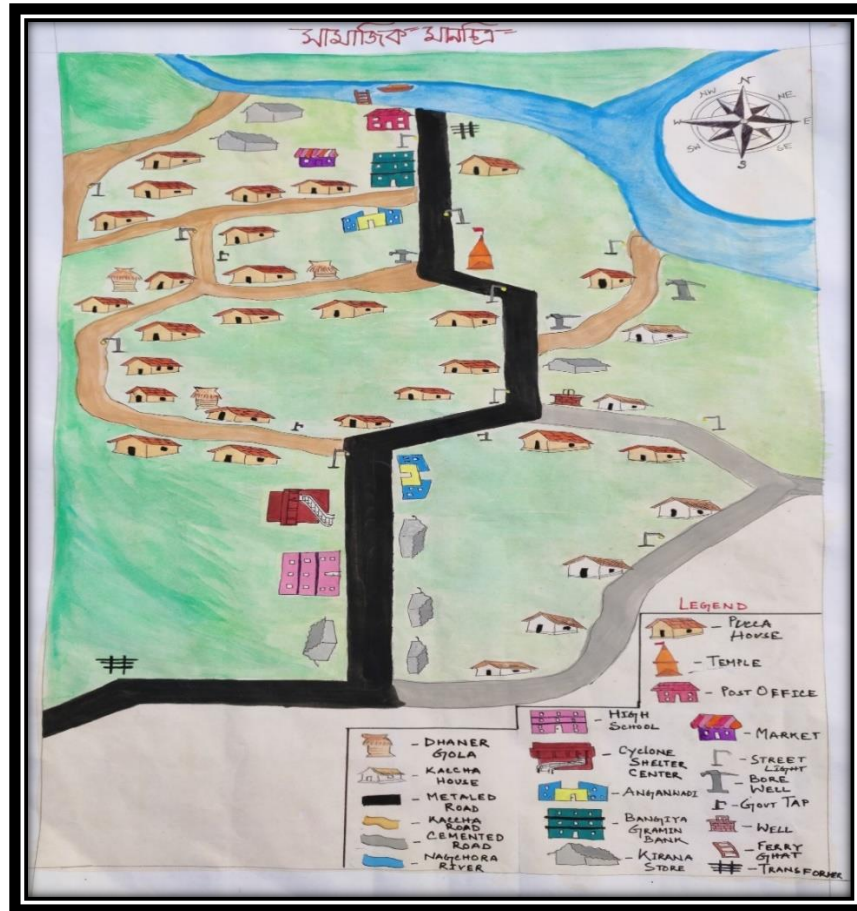 সামাজিক মানচিত্র
N
NW
NE
W
E
SW
SE
S
LEGEND
PUCCA
HOUSE
TEMPLE
POST OFFICE
HIGH
SCHOOL
MARKET
DHANER
GOLA
CYCLONE
SHELTER
CENTER
STREET
LIGHT
KALCHA
HOUSE
BORE
WELL
ANGANNADI
GOVT TAP
METALED
ROAD
BANGIYA
GRAMIN
BANK
WELL
KACCHA
ROAD
CEMENTED
ROAD
FERRY
GHAT
NAGCHORA
RIVER
KIRANA
STORE
TRANSFORMER